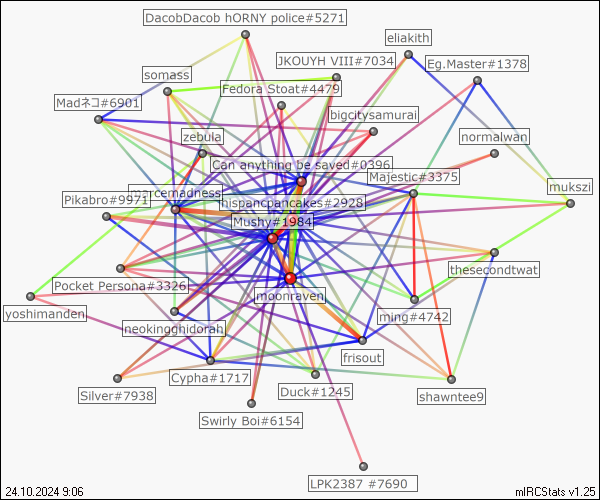 DacobDacob hORNY police#5271
eliakith
JKOUYH VIII#7034
Eg.Master#1378
somass
Fedora Stoat#4479
Madネコ#6901
bigcitysamurai
zebula
normalwan
Can anything be saved#0396
Majestic#3375
mukszi
Pikabro#9971
hispancpancakes#2928
Mushy#1984
thesecondtwat
Pocket Persona#3326
moonraven
yoshimanden
ming#4742
neokingghidorah
frisout
Cypha#1717
Silver#7938
Duck#1245
shawntee9
Swirly Boi#6154
LPK2387 #7690
24.10.2024 9:06
mIRCStats v1.25